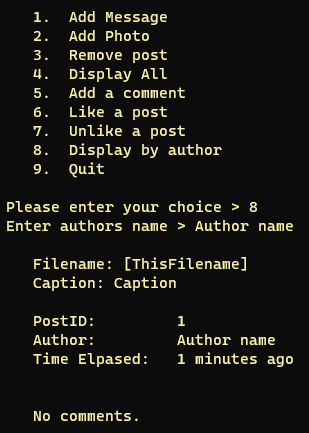 1. Add Message
2. Add Photo
3. Remove post
4. Display All
5. Add a comment
6. Like a post
7. Unlike a post
8. Display by author
9. Quit
Please enter your choice > 8
Enter authors name > Author name
Filename: [ThisFilename]
Caption: Caption
PostID: 1
Author: Author name
Time Elpased: 1 minutes ago
No comments.